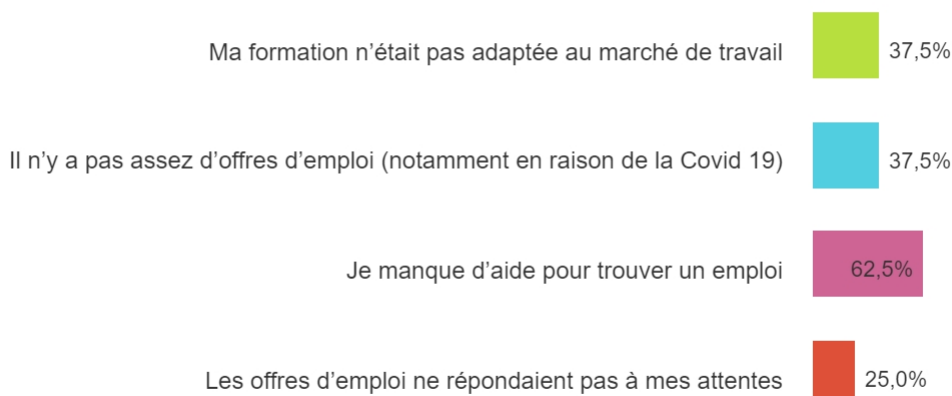 Ma formation n'était pas adaptée au marché de travail 37,5%
Il n'y a pas assez d'offres d'emploi (notamment en raison de la Covid 19) 37,5%
Je manque d'aide pour trouver un emploi 62,5%
Les offres d'emploi ne répondaient pas à mes attentes 25,0%